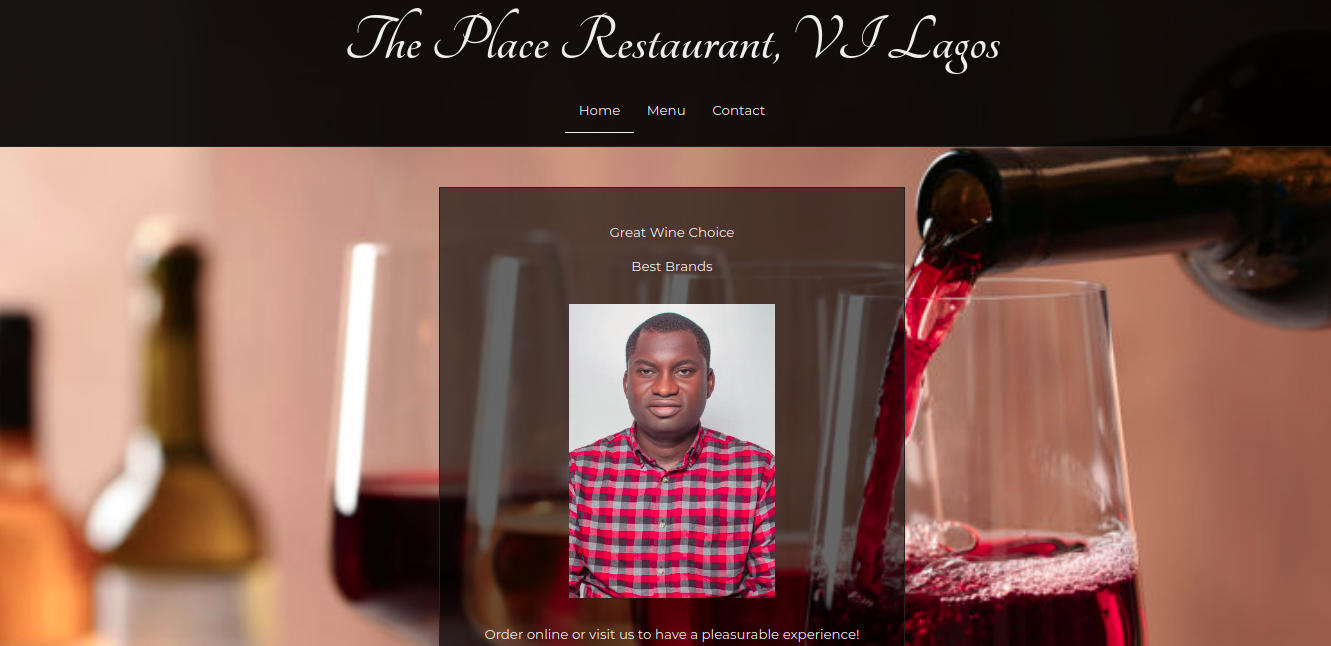 The Place Restaurant, VI Lagos
Home Menu Contact
Great Wine Choice
Best Brands
Order online or visit us to have a pleasurable experience!